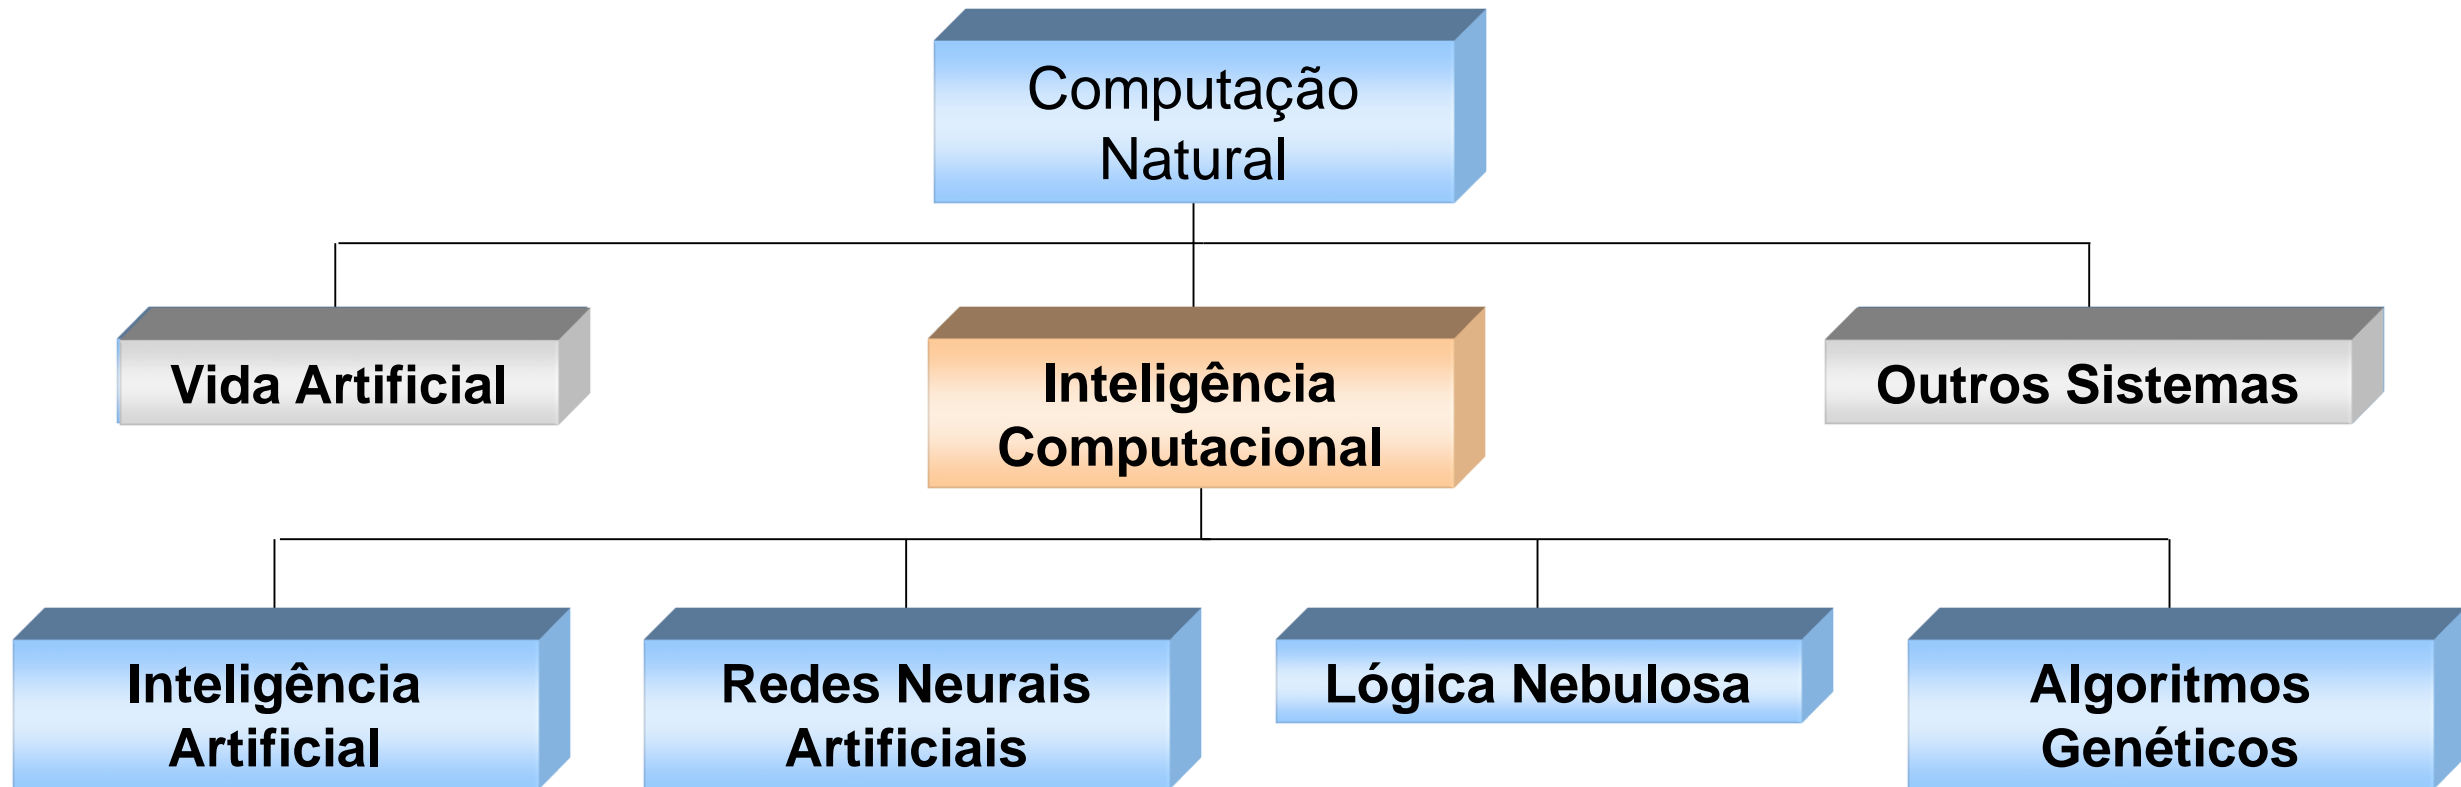 Computação
Natural
Vida Artificial
Inteligência
Computacional
Outros Sistemas
Inteligência
Artificial
Redes Neurais
Artificiais
Lógica Nebulosa
Algoritmos
Genéticos